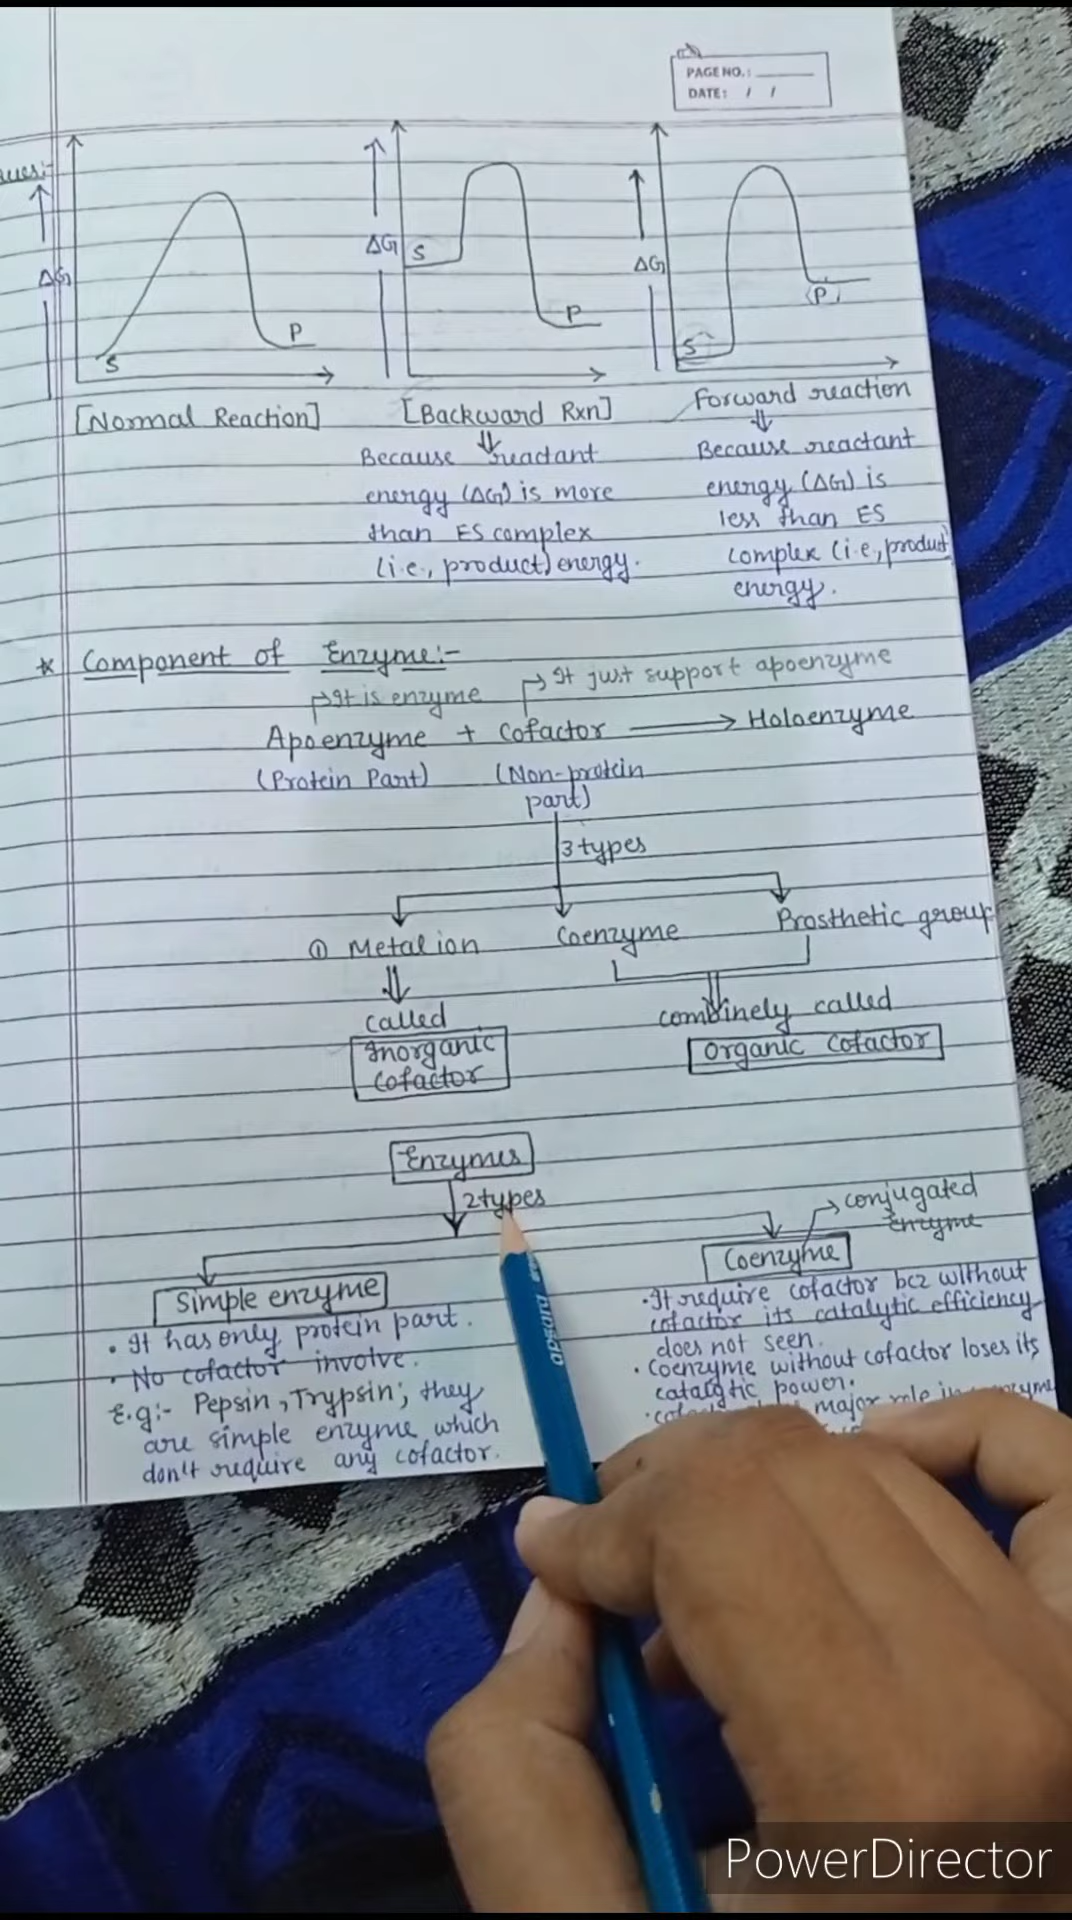 PAGE NO.:
DATE: / /
ΔG
S
P
ΔG
S
P
ΔG
S
P
[Normal Reaction]
[Backward Rxn]
Because reactant
energy (ΔG) is more
than ES complex
(i.e., product) energy.
Forward reaction
Because reactant
energy (ΔG) is
less than ES
complex (i.e., product
energy.
* Component of Enzyme:-
It is enzyme
It just support apoenzyme
Apoenzyme + Cofactor → Holoenzyme
(Protein Part) (Non-protein
part)
3 types
① Metal ion
Coenzyme
Prosthetic group
called
Inorganic
cofactor
combinely called
Organic cofactor
Enzymes
2 types
Simple enzyme
• It has only protein part.
• No cofactor involve.
E.g:- Pepsin, Trypsin; they
are simple enzyme which
don't require any cofactor.
Coenzyme
conjugated
Enzyme
• It require cofactor bcz without
cofactor its catalytic efficiency
does not seen.
• Coenzyme without cofactor loses its
catalytic power.
major role in
apsara
PowerDirector